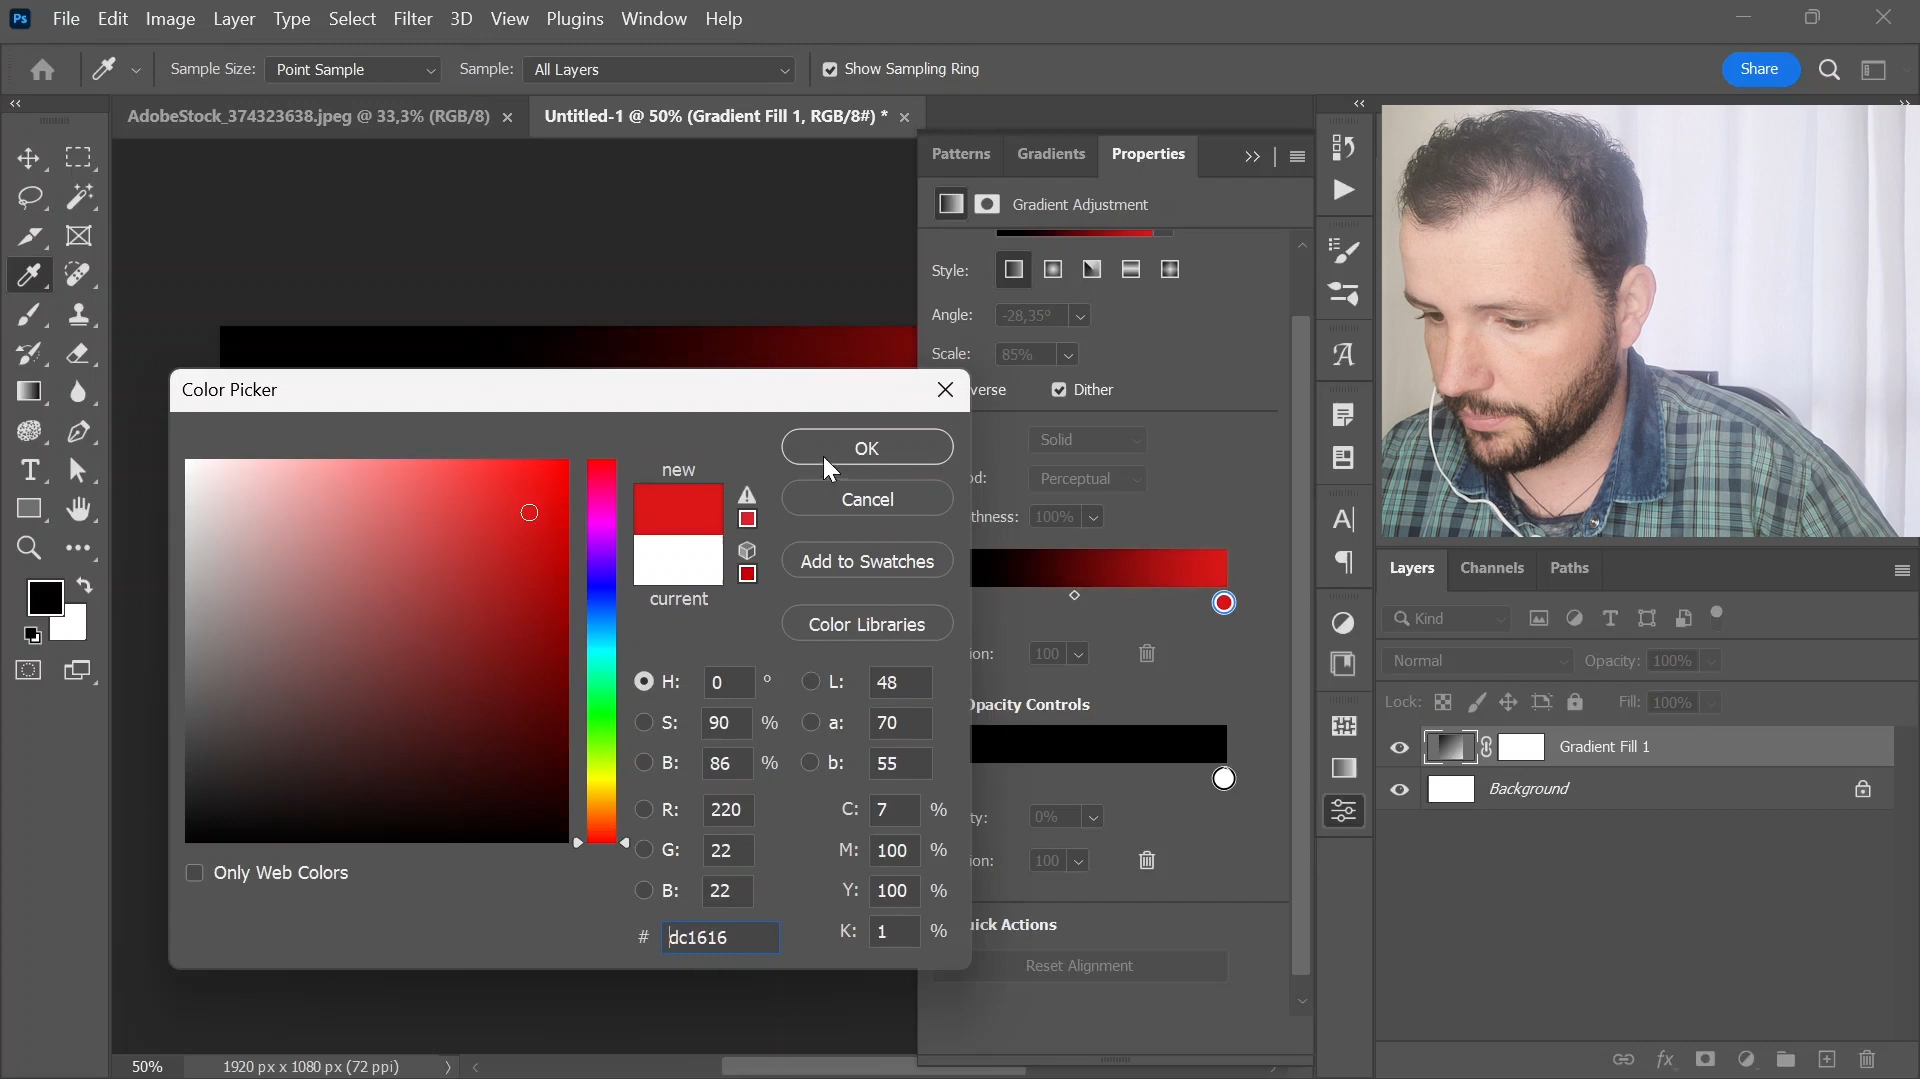 Ps File Edit Image Layer Type Select Filter 3D View Plugins Window Help
Sample Size: Point Sample Sample: All Layers Show Sampling Ring Share
AdobeStock_374323638.jpeg @ 33,3% (RGB/8) Untitled-1 @ 50% (Gradient Fill 1, RGB/8#) *
Patterns Gradients Properties
Gradient Adjustment
Style:
Angle: -28,35°
Scale: 85%
verse Dither
Solid
od: Perceptual
thness: 100%
ion: 100
Opacity Controls
ty: 0%
ion: 100
uick Actions
Reset Alignment
Color Picker
new
current
OK
Cancel
Add to Swatches
Color Libraries
H: 0 ° L: 48
S: 90 % a: 70
B: 86 % b: 55
R: 220 C: 7 %
G: 22 M: 100 %
B: 22 Y: 100 %
# dc1616 K: 1 %
Only Web Colors
Layers Channels Paths
Kind
Normal Opacity: 100%
Lock: Fill: 100%
Gradient Fill 1
Background
fx
50% 1920 px x 1080 px (72 ppi)